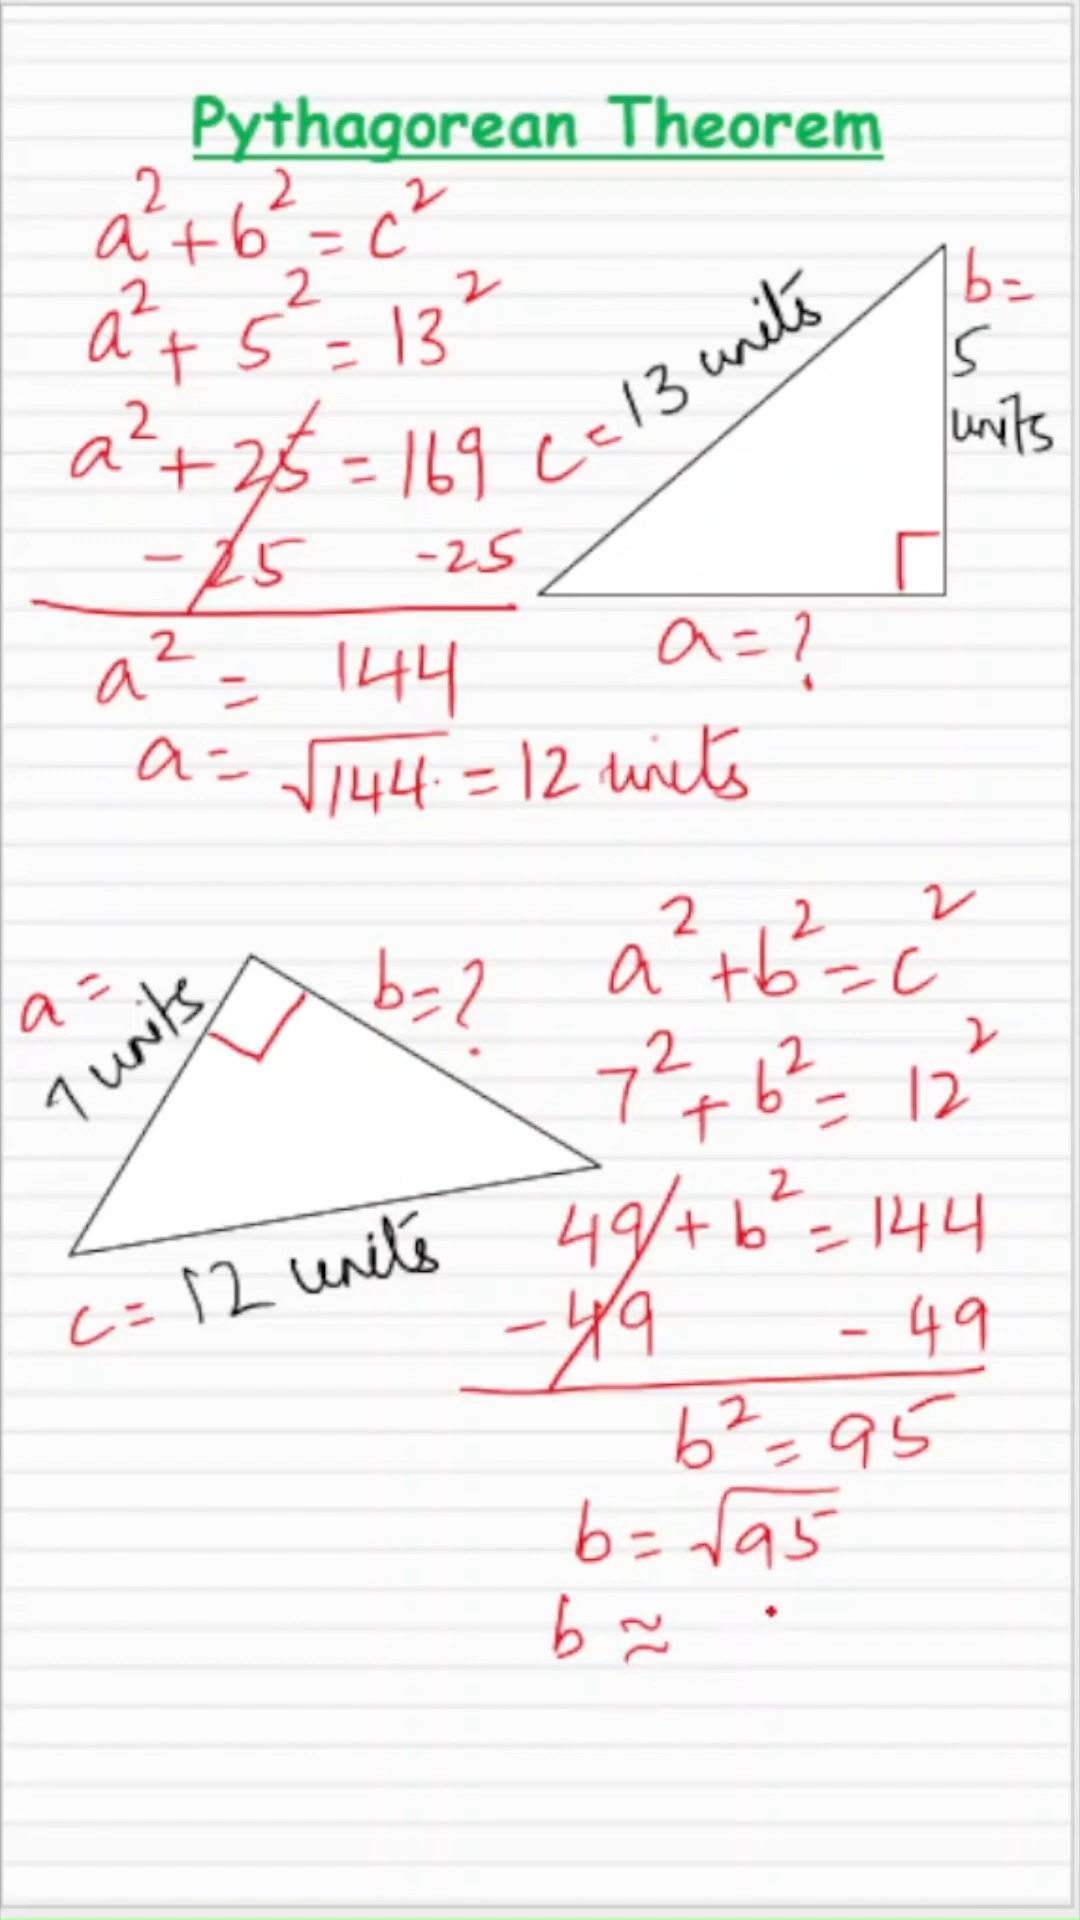 Pythagorean Theorem
a² + b² = c²
a² + 5² = 13²
a² + 25 = 169
- 25 -25
a² = 144
a = √144 = 12 units
c = 13 units
b =
5
units
a = ?
a =
7 units
b = ?
c = 12 units
a² + b² = c²
7² + b² = 12²
49 + b² = 144
- 49 - 49
b² = 95
b = √95
b ≈